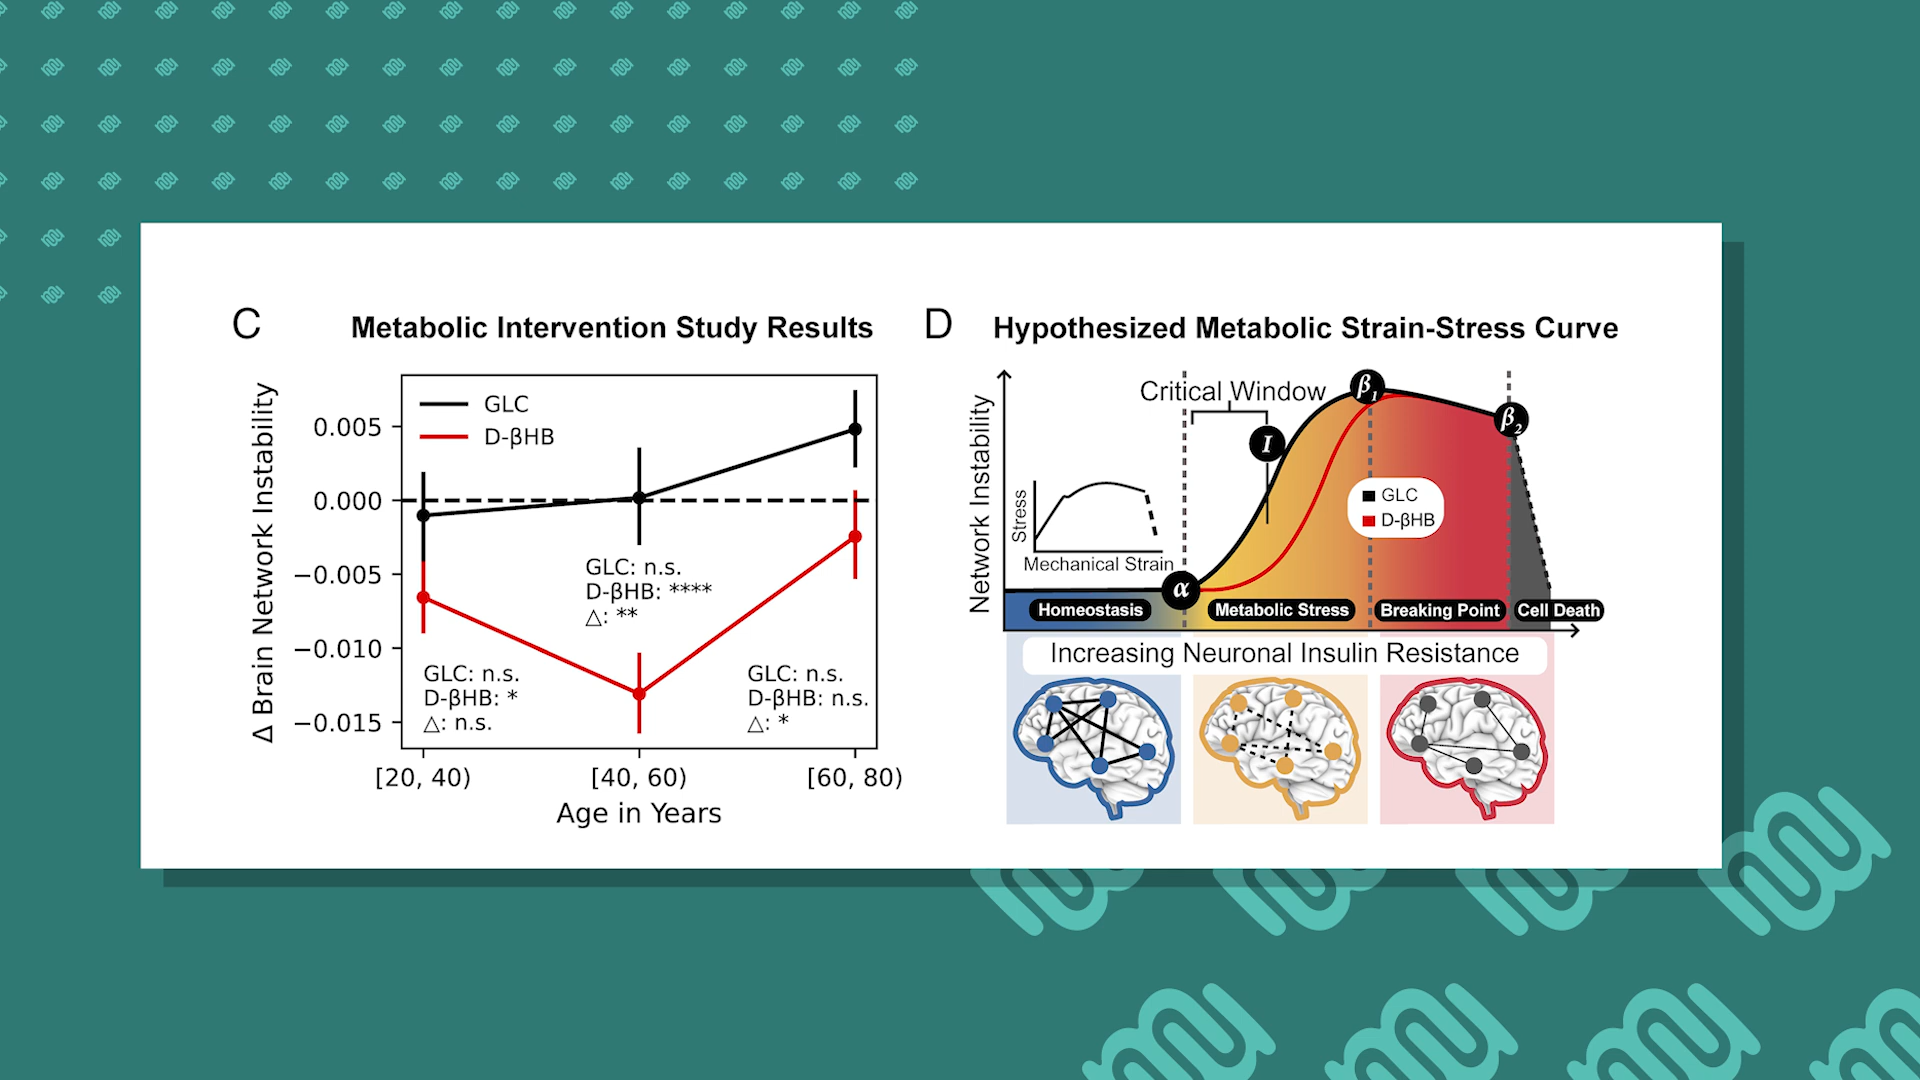 C
Metabolic Intervention Study Results
Δ Brain Network Instability
0.005
0.000
−0.005
−0.010
−0.015
GLC
D-βHB
GLC: n.s.
D-βHB: ****
△: **
GLC: n.s.
D-βHB: *
△: n.s.
GLC: n.s.
D-βHB: n.s.
△: *
[20, 40)
[40, 60)
[60, 80)
Age in Years
D
Hypothesized Metabolic Strain-Stress Curve
Network Instability
Critical Window
β1
β2
I
α
Stress
Mechanical Strain
GLC
D-βHB
Homeostasis
Metabolic Stress
Breaking Point
Cell Death
Increasing Neuronal Insulin Resistance